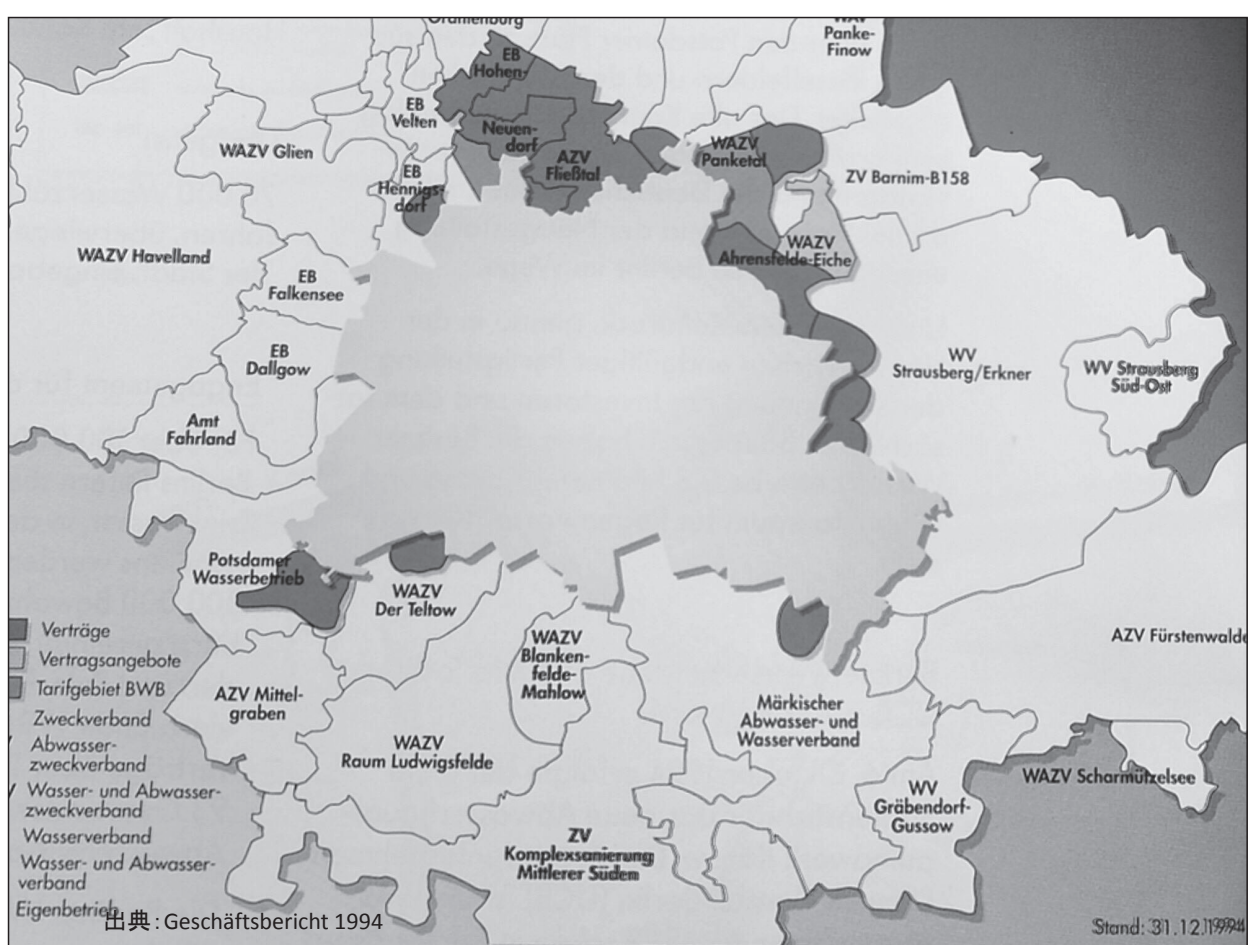 Oranienburg
WAV
Panke-
Finow
EB
Hohen-
EB
Velten
Neuen-
dorf
WAZV Glien
AZV
Fließtal
WAZV
Panketal
EB
Hennigs-
dorf
ZV Barnim-B158
WAZV Havelland
WAZV
Ahrensfelde-Eiche
EB
Falkensee
EB
Dallgow
WV
Strausberg/Erkner
WV Strausberg
Süd-Ost
Amt
Fahrland
Potsdamer
Wasserbetrieb
WAZV
Der Teltow
WAZV
Blanken-
felde-
Mahlow
AZV Fürstenwalde
AZV Mittel-
graben
WAZV
Raum Ludwigsfelde
Märkischer
Abwasser- und
Wasserverband
WAZV Scharmützelsee
WV
Gräbendorf-
Gussow
ZV
Komplexsanierung
Mittlerer Süden
Verträge
Vertragsangebote
Tarifgebiet BWB
Zweckverband
Abwasser-
zweckverband
Wasser- und Abwasser-
zweckverband
Wasserverband
Wasser- und Abwasser-
verband
Eigenbetrieb
出典：Geschäftsbericht 1994
Stand: 31.12.1994